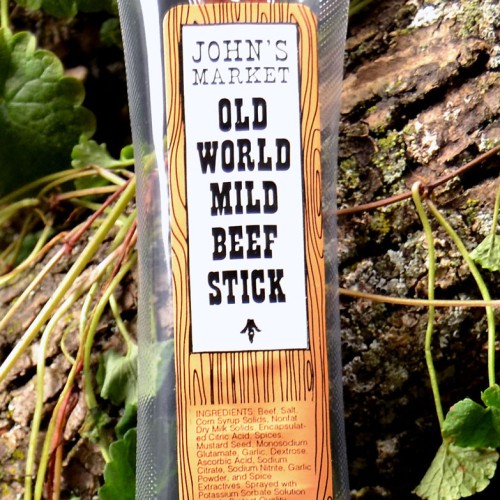 JOHN'S
MARKET
OLD
WORLD
MILD
BEEF
STICK
INGREDIENTS: Beef, Salt,
Corn Syrup Solids, Nonfat
Dry Milk Solids, Encapsulat-
ed Citric Acid, Spices,
Mustard Seed, Monosodium
Glutamate, Garlic, Dextrose,
Ascorbic Acid, Sodium
Citrate, Sodium Nitrite, Garlic
Powder, and Spice
Extractives, Sprayed with
Potassium Sorbate Solution